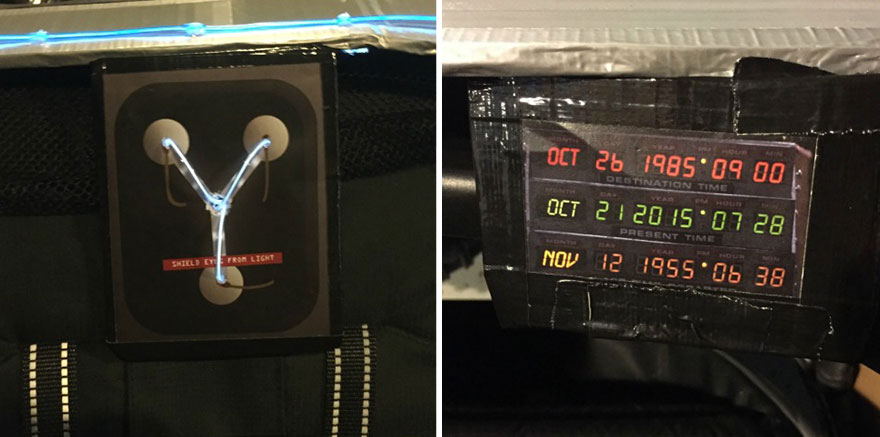 SHIELD EYES FROM LIGHT
MONTH DAY YEAR PM HOUR MIN
OCT 26 1985 09 00
DESTINATION TIME
MONTH DAY YEAR HOUR MIN
OCT 21 2015 07 28
PRESENT TIME
MONTH DAY YEAR PM HOUR MIN
NOV 12 1955 06 38